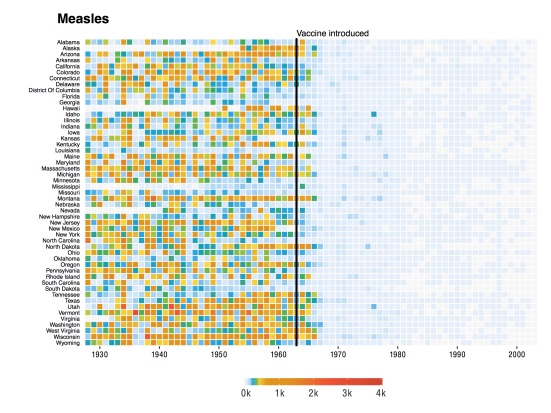 Measles
Vaccine introduced
Alabama
Alaska
Arizona
Arkansas
California
Colorado
Connecticut
Delaware
District Of Columbia
Florida
Georgia
Hawaii
Idaho
Illinois
Indiana
Iowa
Kansas
Kentucky
Louisiana
Maine
Maryland
Massachusetts
Michigan
Minnesota
Mississippi
Missouri
Montana
Nebraska
Nevada
New Hampshire
New Jersey
New Mexico
New York
North Carolina
North Dakota
Ohio
Oklahoma
Oregon
Pennsylvania
Rhode Island
South Carolina
South Dakota
Tennessee
Texas
Utah
Vermont
Virginia
Washington
West Virginia
Wisconsin
Wyoming
1930 1940 1950 1960 1970 1980 1990 2000
0k 1k 2k 3k 4k